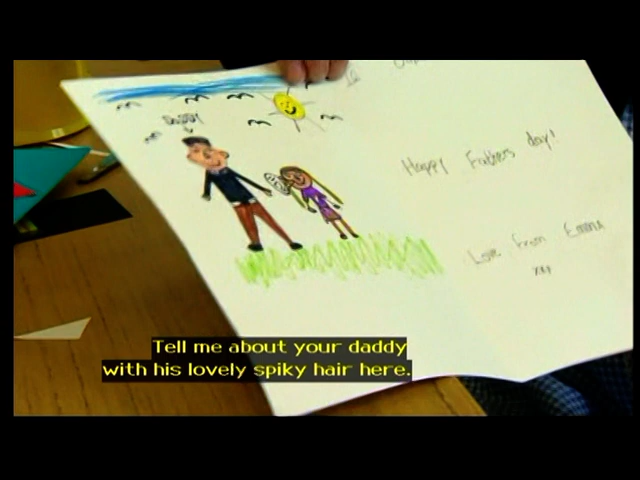 Daddy
Happy Fathers day!
Love from Emma
xxx
Tell me about your daddy
with his lovely spiky hair here.